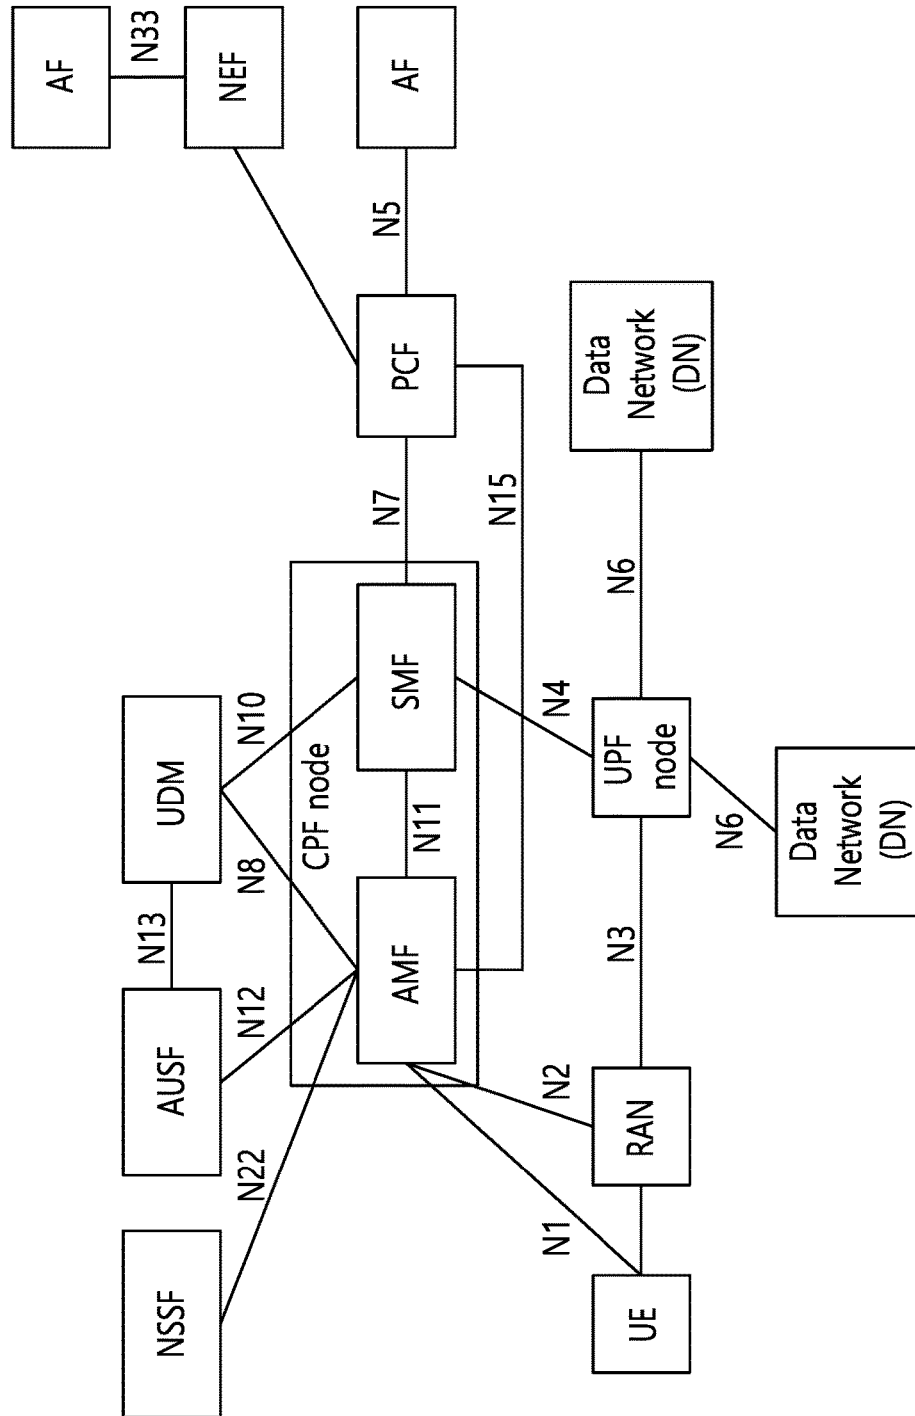 NSSF
AUSF
N13
UDM
AF
N33
NEF
N22
N12
N8
N10
CPF node
AMF
N11
SMF
N7
PCF
N5
AF
N15
N1
N2
N4
UE
RAN
N3
UPF
node
N6
Data
Network
(DN)
N6
Data
Network
(DN)